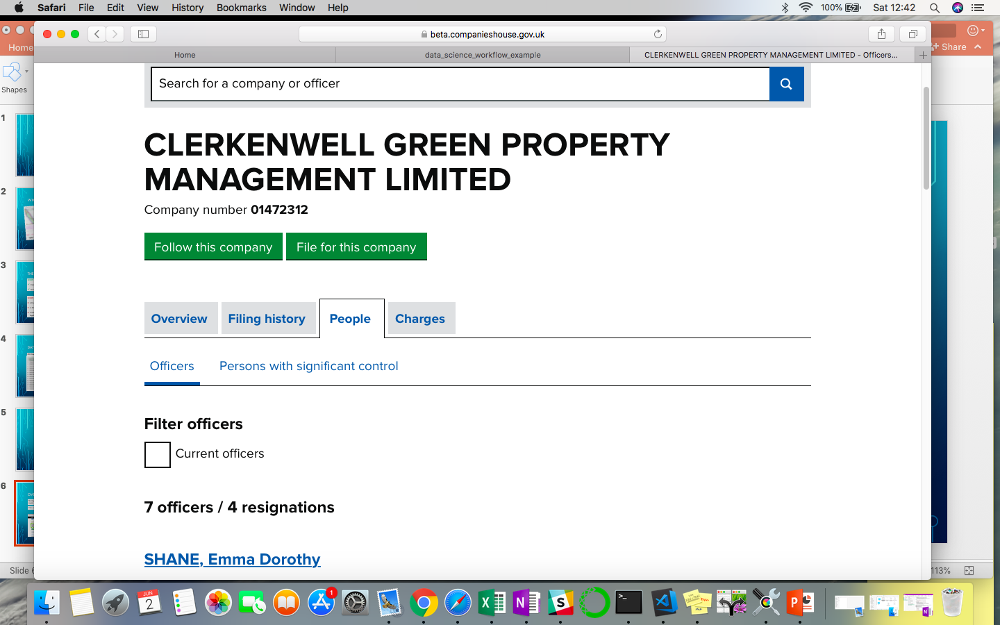 Safari File Edit View History Bookmarks Window Help 100% Sat 12:42
beta.companieshouse.gov.uk
Home
Share
Home data_science_workflow_example CLERKENWELL GREEN PROPERTY MANAGEMENT LIMITED - Officers...
Shapes
Search for a company or officer
1
CLERKENWELL GREEN PROPERTY
MANAGEMENT LIMITED
2
Company number 01472312
Follow this company File for this company
3
Overview Filing history People Charges
4
Officers Persons with significant control
5
Filter officers
Current officers
6
7 officers / 4 resignations
SHANE, Emma Dorothy
Slide 6
113%
JUN
2
1